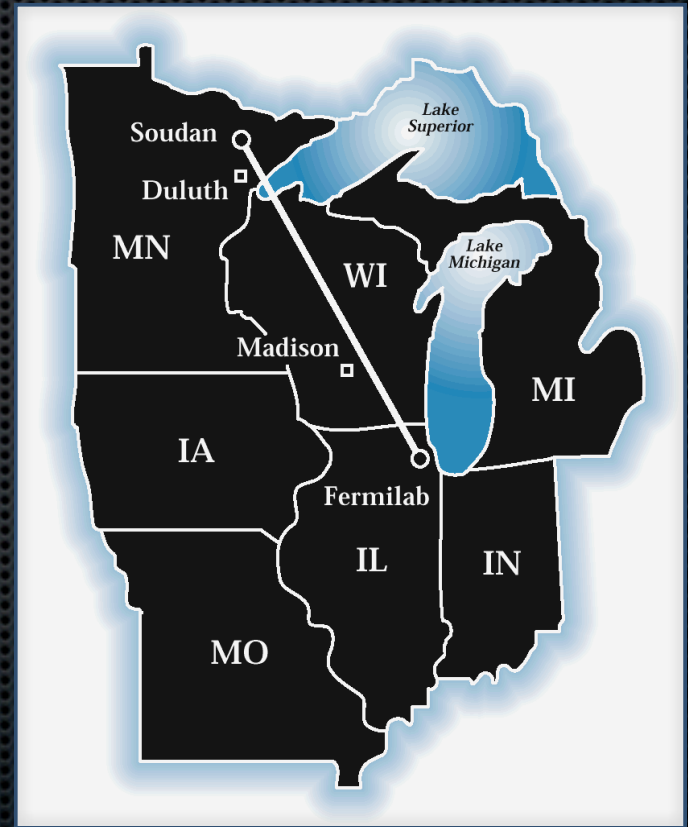 Lake
Superior
Soudan
Duluth
MN
Lake
Michigan
WI
Madison
MI
IA
Fermilab
IL
IN
MO